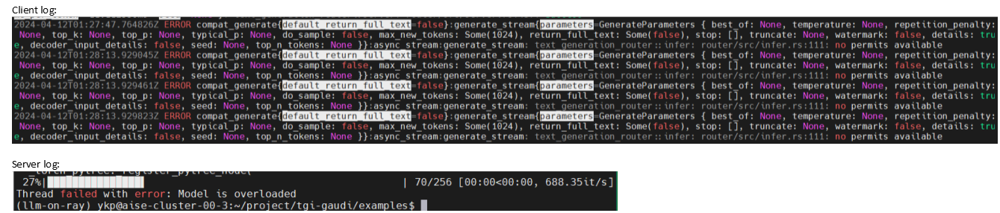 Client log:
2024-04-12T01:27:47.764826Z ERROR compat_generate{default_return_full_text=false}:generate_stream{parameters=GenerateParameters { best_of: None, temperature: None, repetition_penalty:
None, top_k: None, top_p: None, typical_p: None, do_sample: false, max_new_tokens: Some(1024), return_full_text: Some(false), stop: [], truncate: None, watermark: false, details: tru
e, decoder_input_details: false, seed: None, top_n_tokens: None }}:async_stream:generate_stream: text_generation_router::infer: router/src/infer.rs:111: no permits available
2024-04-12T01:28:13.929045Z ERROR compat_generate{default_return_full_text=false}:generate_stream{parameters=GenerateParameters { best_of: None, temperature: None, repetition_penalty:
None, top_k: None, top_p: None, typical_p: None, do_sample: false, max_new_tokens: Some(1024), return_full_text: Some(false), stop: [], truncate: None, watermark: false, details: tru
e, decoder_input_details: false, seed: None, top_n_tokens: None }}:async_stream:generate_stream: text_generation_router::infer: router/src/infer.rs:111: no permits available
2024-04-12T01:28:13.929461Z ERROR compat_generate{default_return_full_text=false}:generate_stream{parameters=GenerateParameters { best_of: None, temperature: None, repetition_penalty:
None, top_k: None, top_p: None, typical_p: None, do_sample: false, max_new_tokens: Some(1024), return_full_text: Some(false), stop: [], truncate: None, watermark: false, details: tru
e, decoder_input_details: false, seed: None, top_n_tokens: None }}:async_stream:generate_stream: text_generation_router::infer: router/src/infer.rs:111: no permits available
2024-04-12T01:28:13.929823Z ERROR compat_generate{default_return_full_text=false}:generate_stream{parameters=GenerateParameters { best_of: None, temperature: None, repetition_penalty:
None, top_k: None, top_p: None, typical_p: None, do_sample: false, max_new_tokens: Some(1024), return_full_text: Some(false), stop: [], truncate: None, watermark: false, details: tru
e, decoder_input_details: false, seed: None, top_n_tokens: None }}:async_stream:generate_stream: text_generation_router::infer: router/src/infer.rs:111: no permits available
Server log:
_torch_pytree._register_pytree_node(
27%| | 70/256 [00:00<00:00, 688.35it/s]
Thread failed with error: Model is overloaded
(llm-on-ray) ykp@aise-cluster-00-3:~/project/tgi-gaudi/examples$